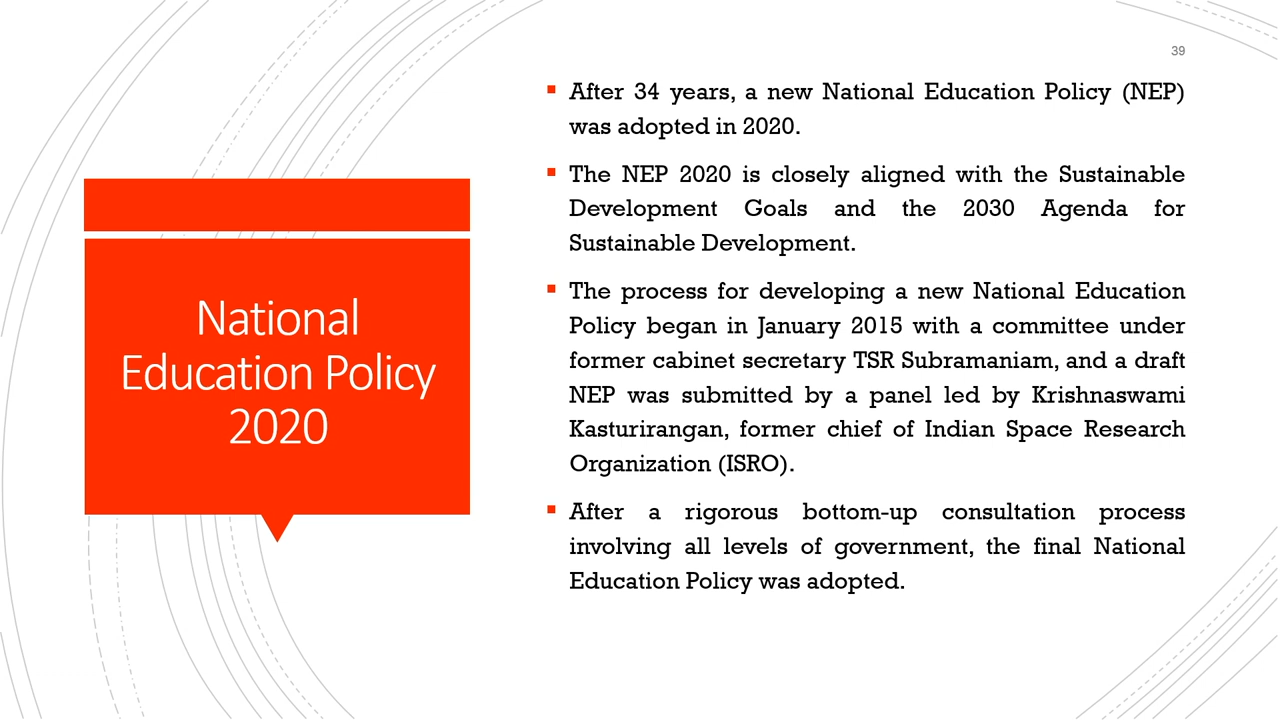 39
National
Education Policy
2020
After 34 years, a new National Education Policy (NEP)
was adopted in 2020.
The NEP 2020 is closely aligned with the Sustainable
Development Goals and the 2030 Agenda for
Sustainable Development.
The process for developing a new National Education
Policy began in January 2015 with a committee under
former cabinet secretary TSR Subramaniam, and a draft
NEP was submitted by a panel led by Krishnaswami
Kasturirangan, former chief of Indian Space Research
Organization (ISRO).
After a rigorous bottom-up consultation process
involving all levels of government, the final National
Education Policy was adopted.